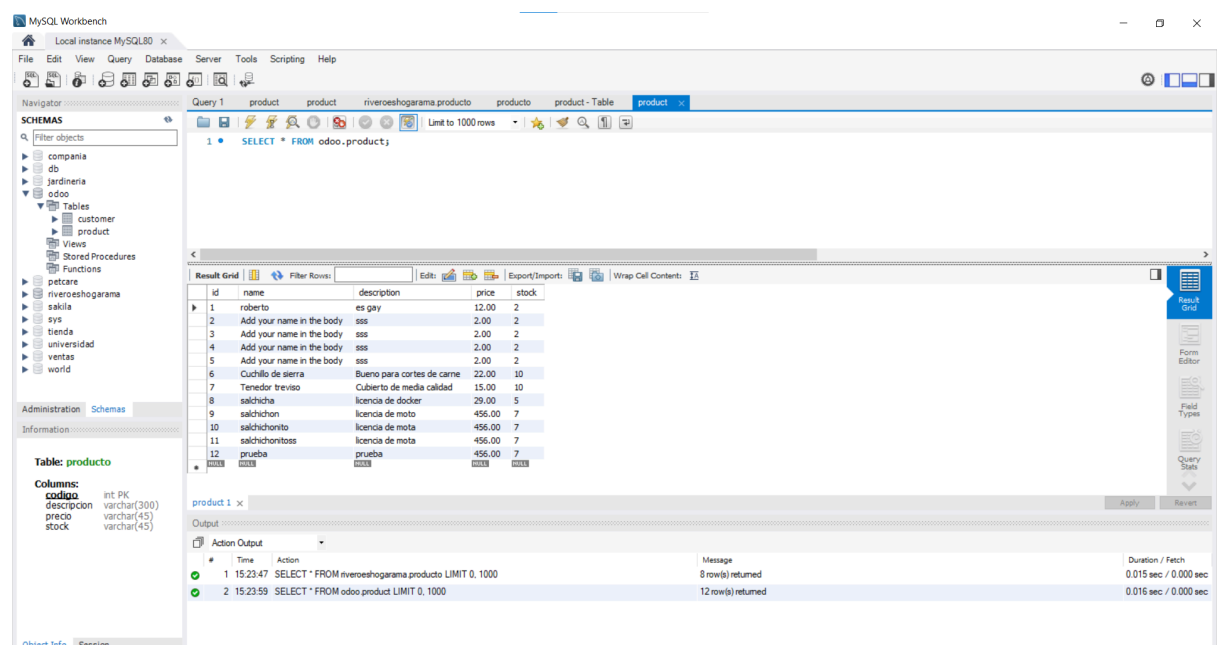 MySQL Workbench
Local instance MySQL80
File Edit View Query Database Server Tools Scripting Help
Navigator
Query 1 product product riveroeshogarama.producto producto product - Table product
SCHEMAS
Limit to 1000 rows
Filter objects
1 SELECT * FROM odoo.product;
compania
db
jardineria
odoo
Tables
customer
product
Views
Stored Procedures
Functions
petcare
riveroeshogarama
sakila
sys
tienda
universidad
ventas
world
Result Grid Filter Rows: Edit: Export/Import: Wrap Cell Content:
id name description price stock
1 roberto es gay 12.00 2
2 Add your name in the body sss 2.00 2
3 Add your name in the body sss 2.00 2
4 Add your name in the body sss 2.00 2
5 Add your name in the body sss 2.00 2
6 Cuchillo de sierra Bueno para cortes de carne 22.00 10
7 Tenedor treviso Cubierto de media calidad 15.00 10
8 salchicha licencia de docker 29.00 5
9 salchichon licencia de moto 456.00 7
10 salchichonito licencia de mota 456.00 7
11 salchichonitoss licencia de mota 456.00 7
12 prueba prueba 456.00 7
NULL NULL NULL NULL NULL
Result
Grid
Form
Editor
Field
Types
Query
Stats
Administration Schemas
Information
Table: producto
Columns:
codigo int PK
descripcion varchar(300)
precio varchar(45)
stock varchar(45)
product 1
Apply Revert
Output
Action Output
# Time Action Message Duration / Fetch
1 15:23:47 SELECT * FROM riveroeshogarama.producto LIMIT 0, 1000 8 row(s) returned 0.015 sec / 0.000 sec
2 15:23:59 SELECT * FROM odoo.product LIMIT 0, 1000 12 row(s) returned 0.016 sec / 0.000 sec
Object Info Session